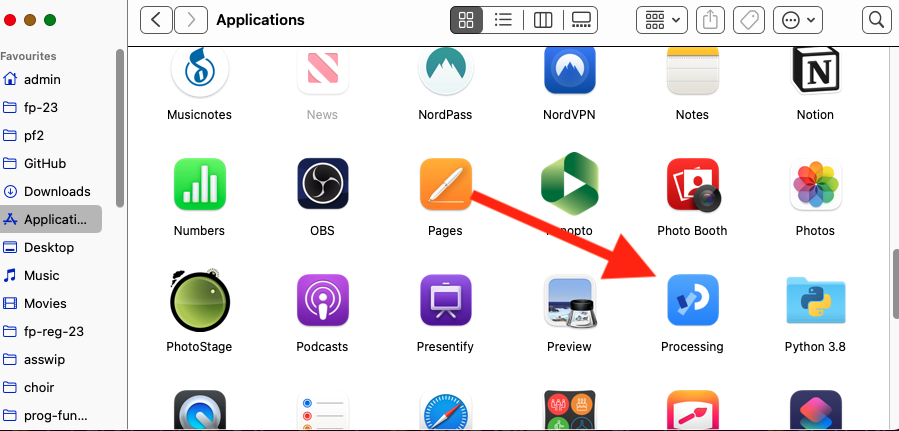 Applications
Favourites
admin
fp-23
pf2
GitHub
Downloads
Applicati...
Desktop
Music
Movies
fp-reg-23
asswip
choir
prog-fun...
Musicnotes
News
NordPass
NordVPN
Notes
Notion
Numbers
OBS
Pages
Photo Booth
Photos
PhotoStage
Podcasts
Presentify
Preview
Processing
Python 3.8